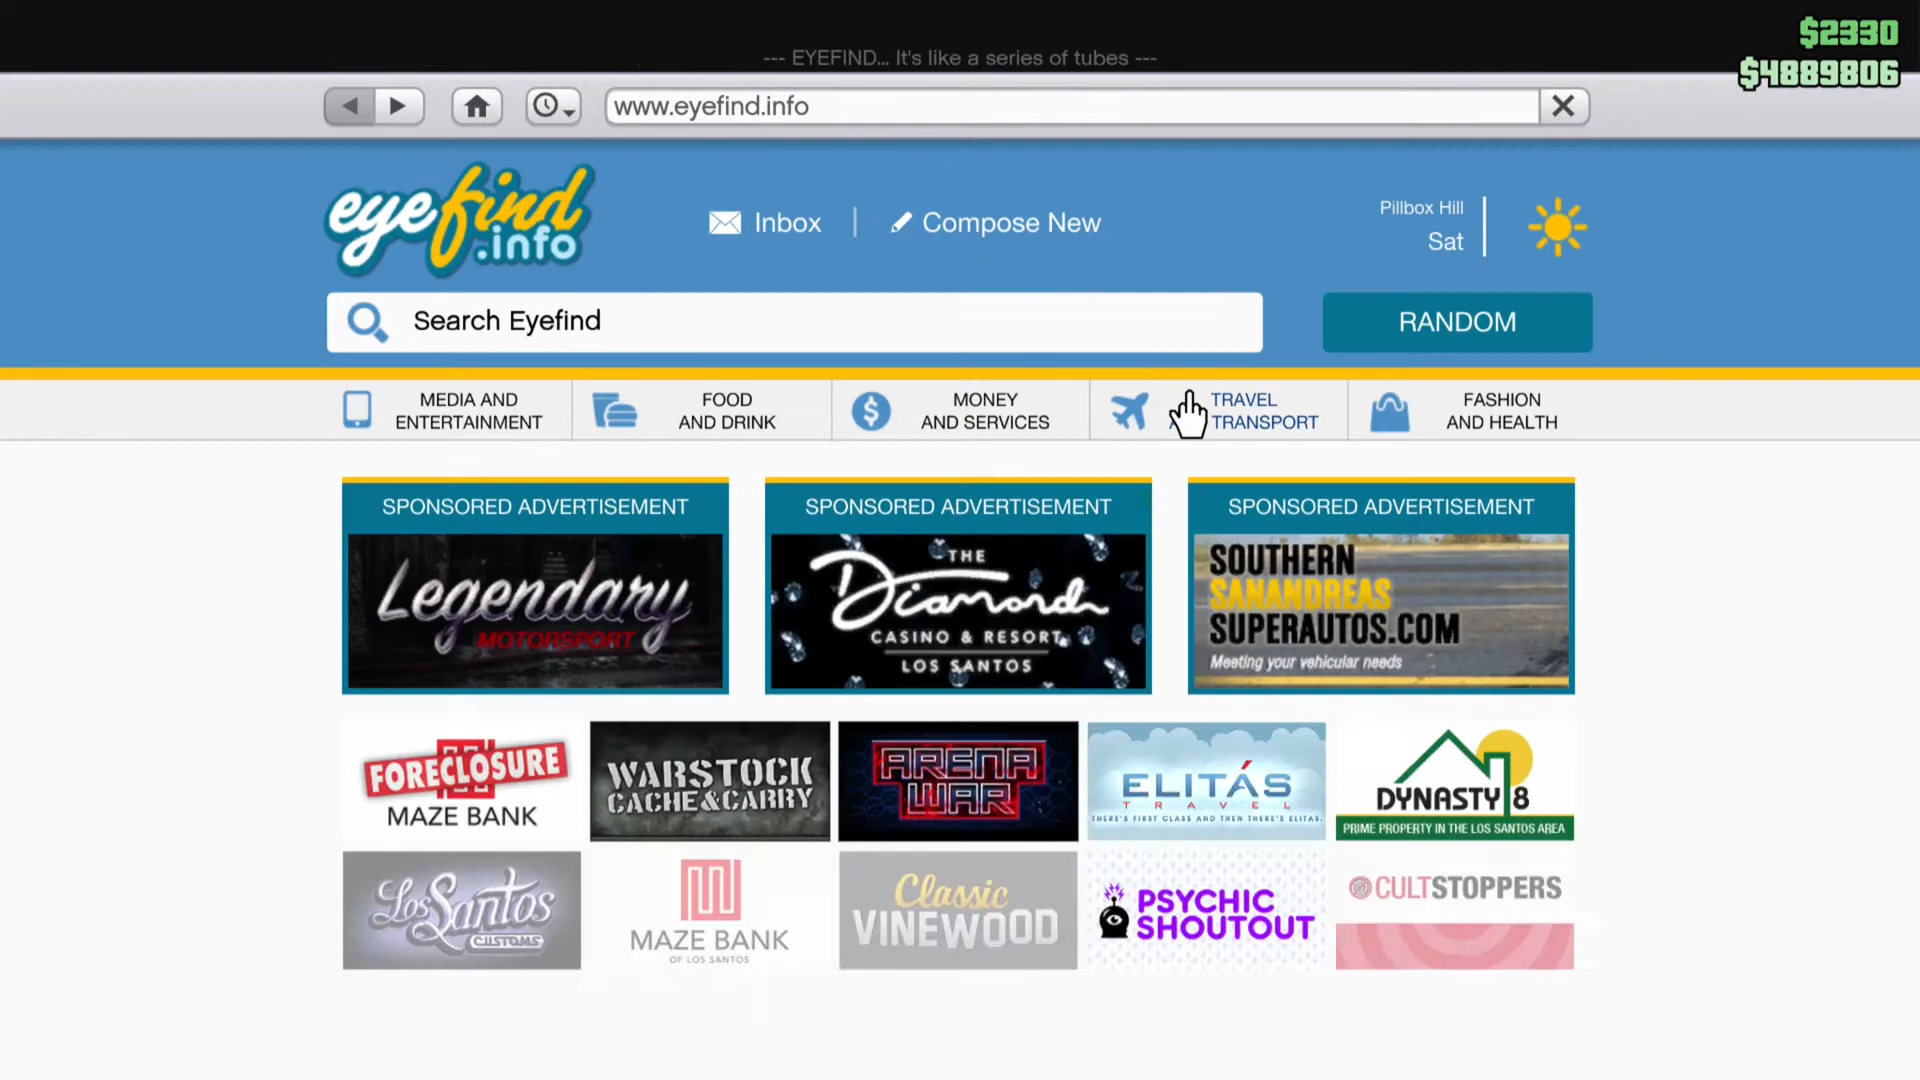 $2330
--- EYEFIND... It's like a series of tubes ---
$4889806
www.eyefind.info
eyefind
.info
Inbox
Compose New
Pillbox Hill
Sat
Search Eyefind
RANDOM
MEDIA AND
ENTERTAINMENT
FOOD
AND DRINK
MONEY
AND SERVICES
TRAVEL
TRANSPORT
FASHION
AND HEALTH
SPONSORED ADVERTISEMENT
Legendary
MOTORSPORT
SPONSORED ADVERTISEMENT
THE
Diamond
CASINO & RESORT
LOS SANTOS
SPONSORED ADVERTISEMENT
SOUTHERN
SANANDREAS
SUPERAUTOS.COM
Meeting your vehicular needs
FORECLOSURE
MAZE BANK
WARSTOCK
CACHE&CARRY
ARENA
WAR
ELITÁS
TRAVEL
THERE'S FIRST CLASS AND THEN THERE'S ELITAS.
DYNASTY 8
PRIME PROPERTY IN THE LOS SANTOS AREA
Los Santos
CUSTOMS
MAZE BANK
OF LOS SANTOS
Classic
VINEWOOD
PSYCHIC
SHOUTOUT
CULTSTOPPERS